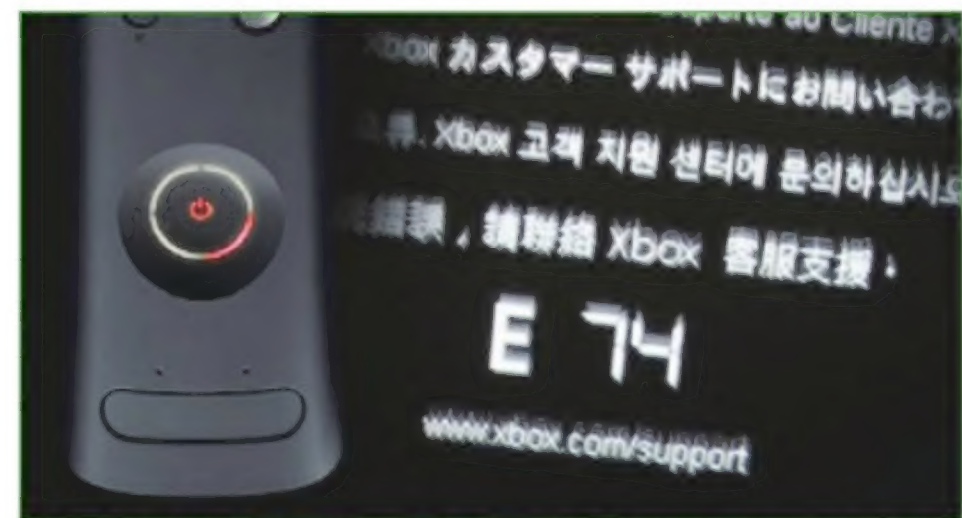 ao Cliente
Xbox カスタマー サポートにお問い合わ
Xbox 고객 지원 센터에 문의하십시오
請聯絡 Xbox 客服支援。
E 74
www.xbox.com/support